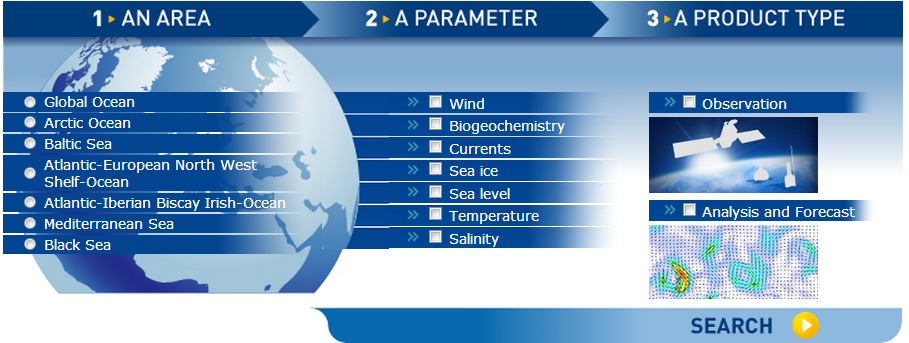 1 AN AREA
2 A PARAMETER
3 A PRODUCT TYPE
Global Ocean
Arctic Ocean
Baltic Sea
Atlantic-European North West
Shelf-Ocean
Atlantic-Iberian Biscay Irish-Ocean
Mediterranean Sea
Black Sea
Wind
Biogeochemistry
Currents
Sea ice
Sea level
Temperature
Salinity
Observation
Analysis and Forecast
SEARCH